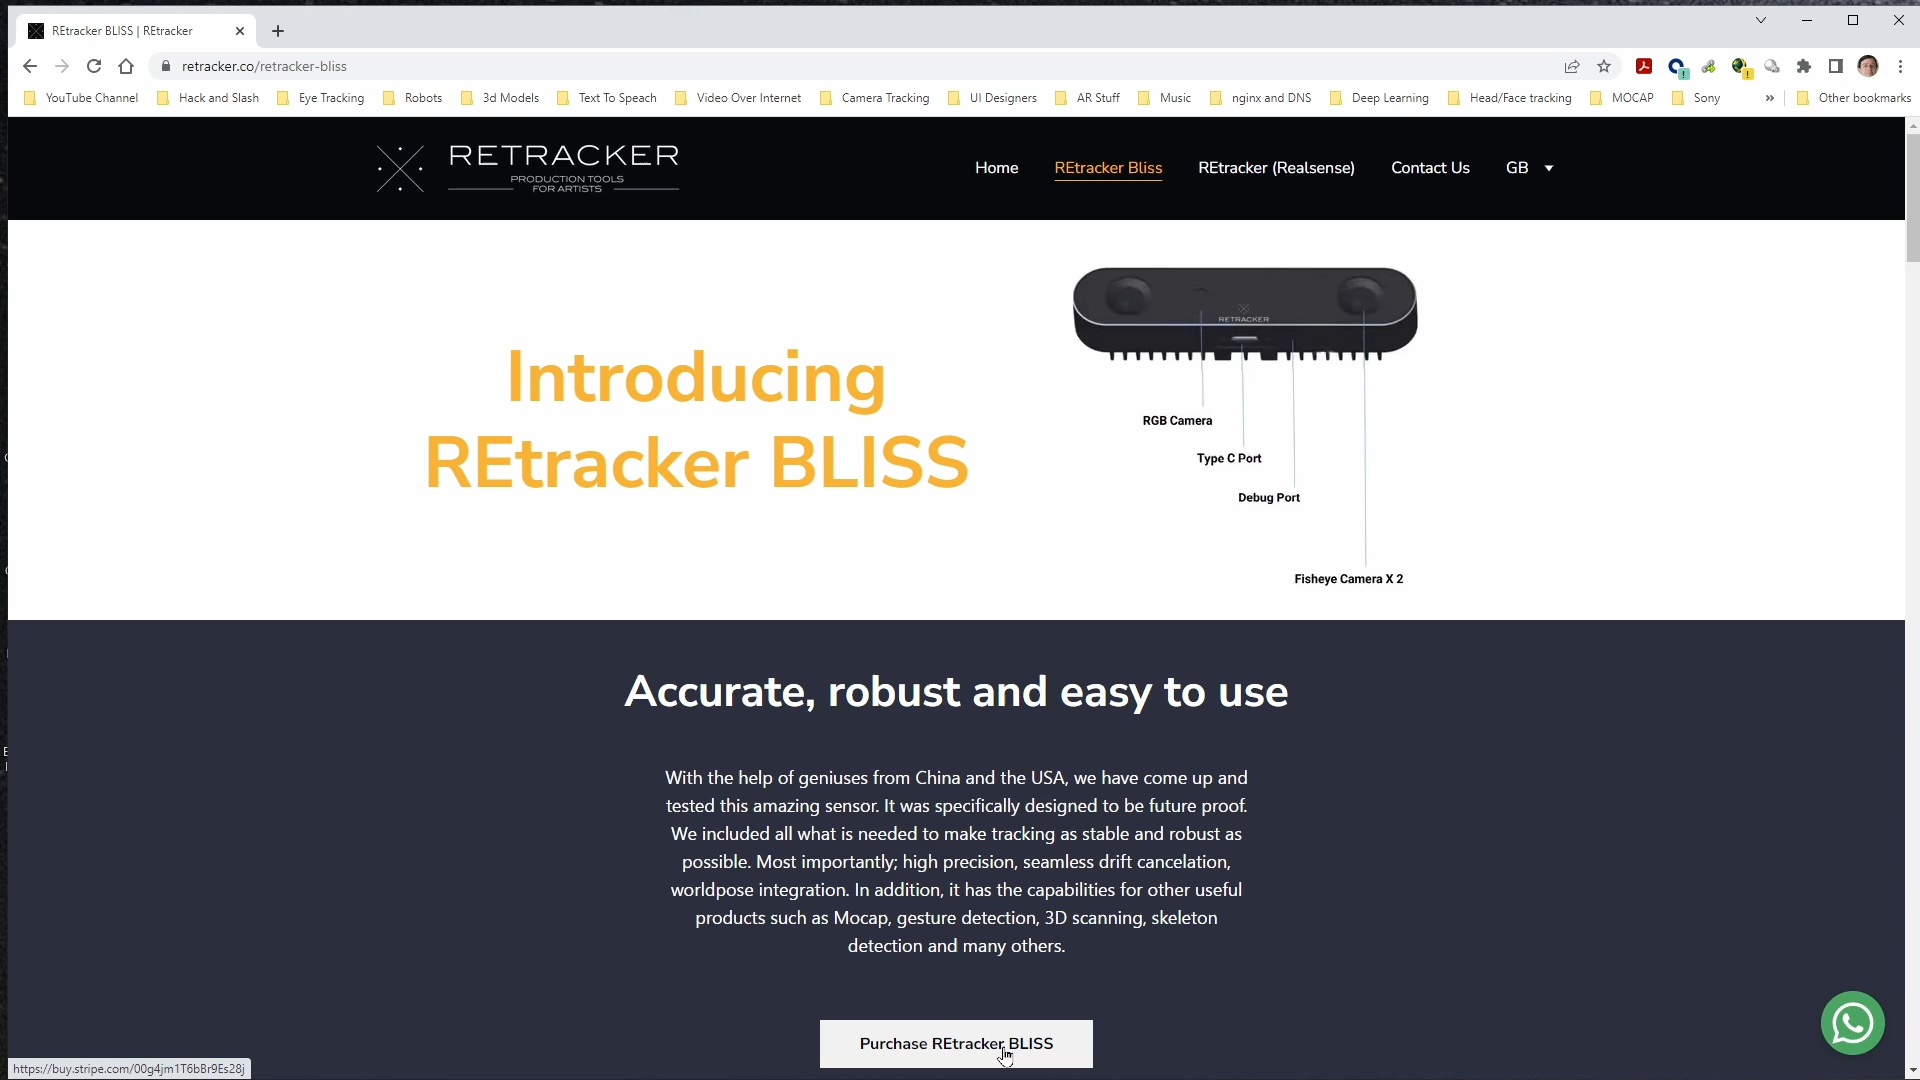 REtracker BLISS | REtracker
retracker.co/retracker-bliss
YouTube Channel
Hack and Slash
Eye Tracking
Robots
3d Models
Text To Speach
Video Over Internet
Camera Tracking
UI Designers
AR Stuff
Music
nginx and DNS
Deep Learning
Head/Face tracking
MOCAP
Sony
»
Other bookmarks
RETRACKER
PRODUCTION TOOLS
FOR ARTISTS
Home
REtracker Bliss
REtracker (Realsense)
Contact Us
GB
Introducing
REtracker BLISS
RETRACKER
RGB Camera
Type C Port
Debug Port
Fisheye Camera X 2
Accurate, robust and easy to use
With the help of geniuses from China and the USA, we have come up and
tested this amazing sensor. It was specifically designed to be future proof.
We included all what is needed to make tracking as stable and robust as
possible. Most importantly; high precision, seamless drift cancelation,
worldpose integration. In addition, it has the capabilities for other useful
products such as Mocap, gesture detection, 3D scanning, skeleton
detection and many others.
Purchase REtracker BLISS
https://buy.stripe.com/00g4jm1T6bBr9Es28j